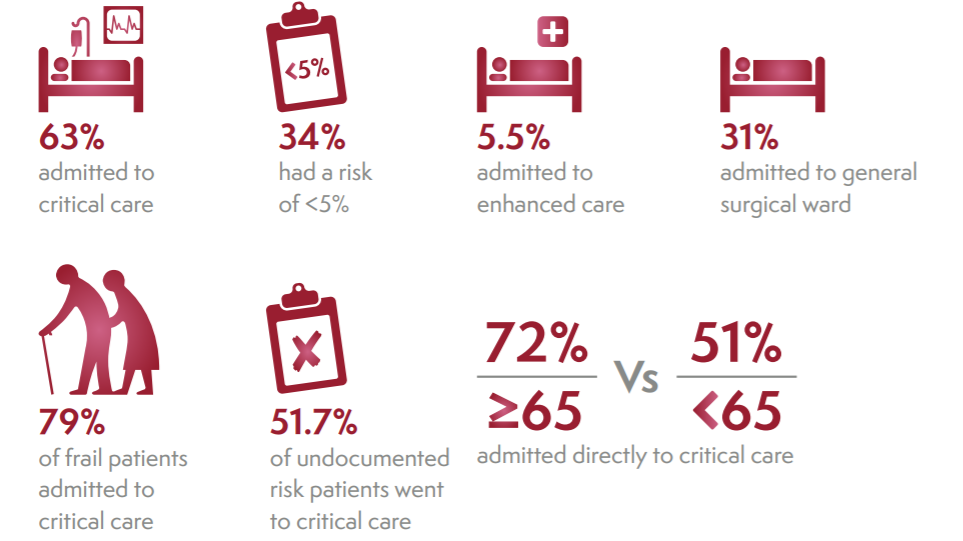 63%
admitted to
critical care
<5%
34%
had a risk
of <5%
5.5%
admitted to
enhanced care
31%
admitted to general
surgical ward
79%
of frail patients
admitted to
critical care
51.7%
of undocumented
risk patients went
to critical care
72%
≥65
Vs
51%
<65
admitted directly to critical care